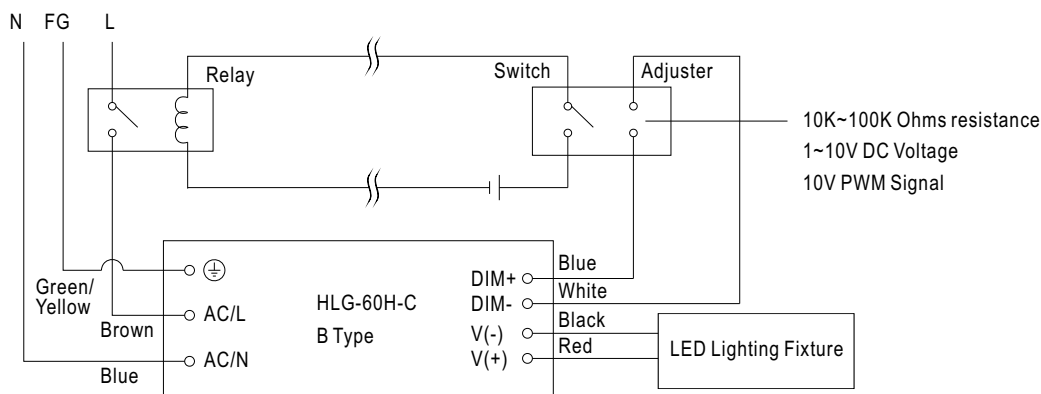 N FG L
Relay
Switch
Adjuster
10K~100K Ohms resistance
1~10V DC Voltage
10V PWM Signal
Green/
Yellow
Brown
Blue
AC/L
AC/N
HLG-60H-C
B Type
DIM+
DIM-
V(-)
V(+)
Blue
White
Black
Red
LED Lighting Fixture